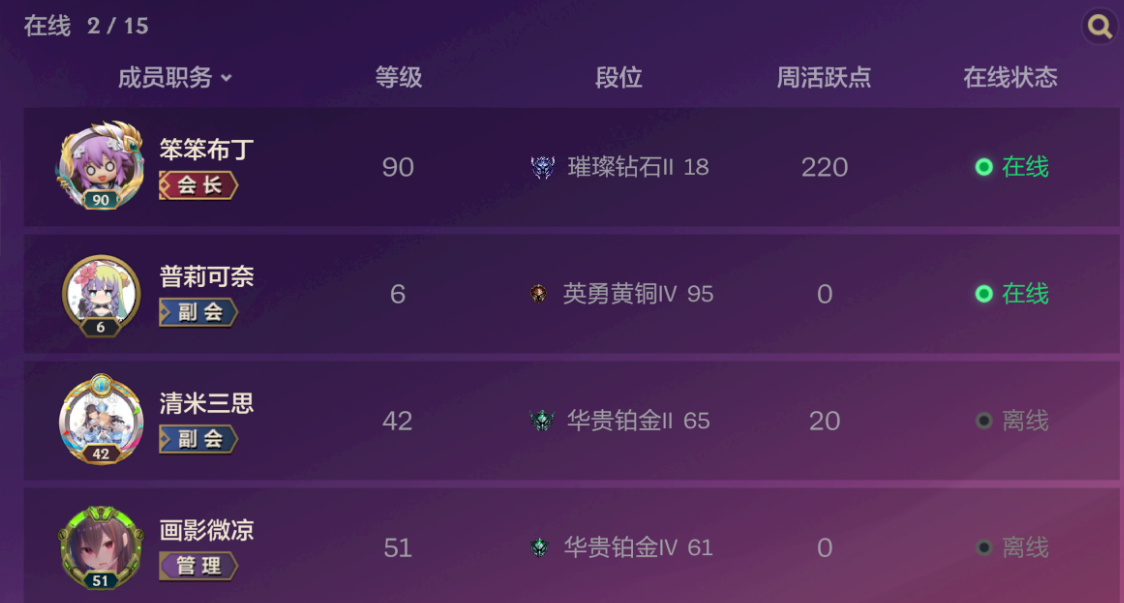 在线 2 / 15
成员职务 等级 段位 周活跃点 在线状态
笨笨布丁
会长
90
90 璀璨钻石II 18 220 在线
普莉可奈
副会
6
6 英勇黄铜IV 95 0 在线
清米三思
副会
42
42 华贵铂金II 65 20 离线
画影微凉
管理
51
51 华贵铂金IV 61 0 离线